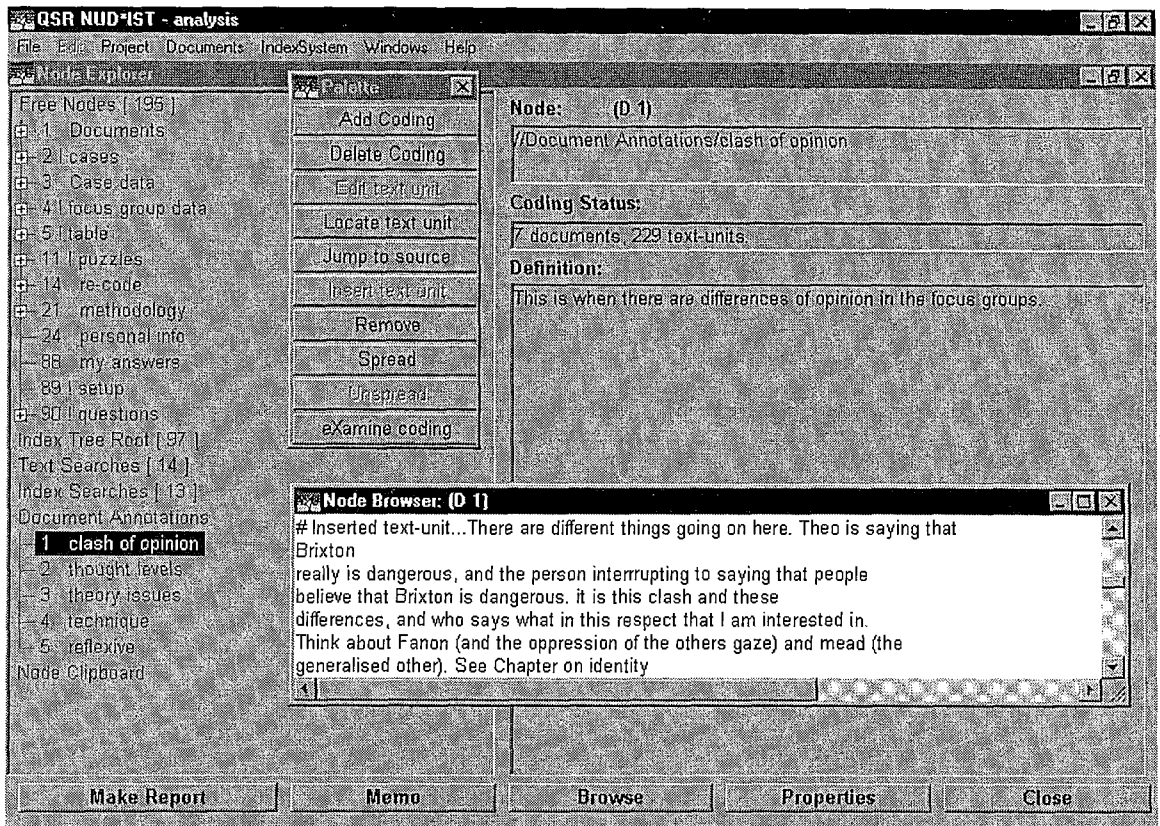 QSR NUD*IST - analysis
File Edit Project Documents IndexSystem Windows Help
Node Explorer
Free Nodes [ 195 ]
1 Documents
2 I cases
3 Case data
4 I focus group data
5 I table
11 I puzzles
14 re-code
21 methodology
24 personal info
88 my answers
89 I setup
90 I questions
Index Tree Root [ 97 ]
Text Searches [ 14 ]
Index Searches [ 13 ]
Document Annotations
1 clash of opinion
2 thought levels
3 theory issues
4 technique
5 reflexive
Node Clipboard
Palette
Add Coding
Delete Coding
Edit text unit
Locate text unit
Jump to source
Insert text unit
Remove
Spread
Unspread
eXamine coding
Node: (D 1)
//Document Annotations/clash of opinion
Coding Status:
7 documents, 229 text-units.
Definition:
This is when there are differences of opinion in the focus groups.
Node Browser: (D 1)
# Inserted text-unit...There are different things going on here. Theo is saying that
Brixton
really is dangerous, and the person interrrupting to saying that people
believe that Brixton is dangerous. it is this clash and these
differences, and who says what in this respect that I am interested in.
Think about Fanon (and the oppression of the others gaze) and mead (the
generalised other). See Chapter on identity
Make Report
Memo
Browse
Properties
Close